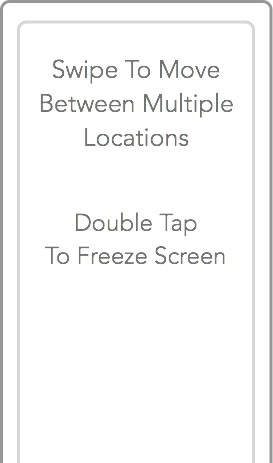 Swipe To Move
Between Multiple
Locations
Double Tap
To Freeze Screen